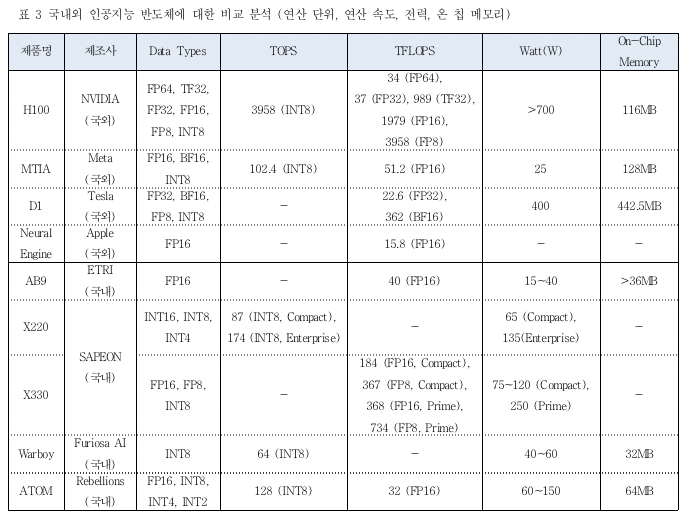 표 3 국내외 인공지능 반도체에 대한 비교 분석 (연산 단위, 연산 속도, 전력, 온 칩 메모리)
제품명 제조사 Data Types TOPS TFLOPS Watt(W) On-Chip
Memory
H100 NVIDIA
(국외) FP64, TF32,
FP32, FP16,
FP8, INT8 3958 (INT8) 34 (FP64),
37 (FP32), 989 (TF32),
1979 (FP16),
3958 (FP8) >700 116MB
MTIA Meta
(국외) FP16, BF16,
INT8 102.4 (INT8) 51.2 (FP16) 25 128MB
D1 Tesla
(국외) FP32, BF16,
FP8, INT8 - 22.6 (FP32),
362 (BF16) 400 442.5MB
Neural
Engine Apple
(국외) FP16 - 15.8 (FP16) - -
AB9 ETRI
(국내) FP16 - 40 (FP16) 15~40 >36MB
X220 SAPEON
(국내) INT16, INT8,
INT4 87 (INT8, Compact),
174 (INT8, Enterprise) - 65 (Compact),
135(Enterprise) -
X330 FP16, FP8,
INT8 - 184 (FP16, Compact),
367 (FP8, Compact),
368 (FP16, Prime),
734 (FP8, Prime) 75~120 (Compact),
250 (Prime) -
Warboy Furiosa AI
(국내) INT8 64 (INT8) - 40~60 32MB
ATOM Rebellions
(국내) FP16, INT8,
INT4, INT2 128 (INT8) 32 (FP16) 60~150 64MB